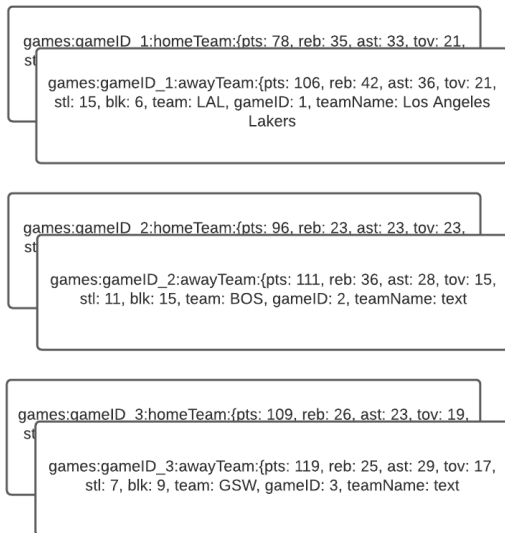 games:gameID_1:homeTeam:{pts: 78, reb: 35, ast: 33, tov: 21,
games:gameID_1:awayTeam:{pts: 106, reb: 42, ast: 36, tov: 21,
stl: 15, blk: 6, team: LAL, gameID: 1, teamName: Los Angeles
Lakers
games:gameID_2:homeTeam:{pts: 96, reb: 23, ast: 23, tov: 23,
games:gameID_2:awayTeam:{pts: 111, reb: 36, ast: 28, tov: 15,
stl: 11, blk: 15, team: BOS, gameID: 2, teamName: text
games:gameID_3:homeTeam:{pts: 109, reb: 26, ast: 23, tov: 19,
games:gameID_3:awayTeam:{pts: 119, reb: 25, ast: 29, tov: 17,
stl: 7, blk: 9, team: GSW, gameID: 3, teamName: text